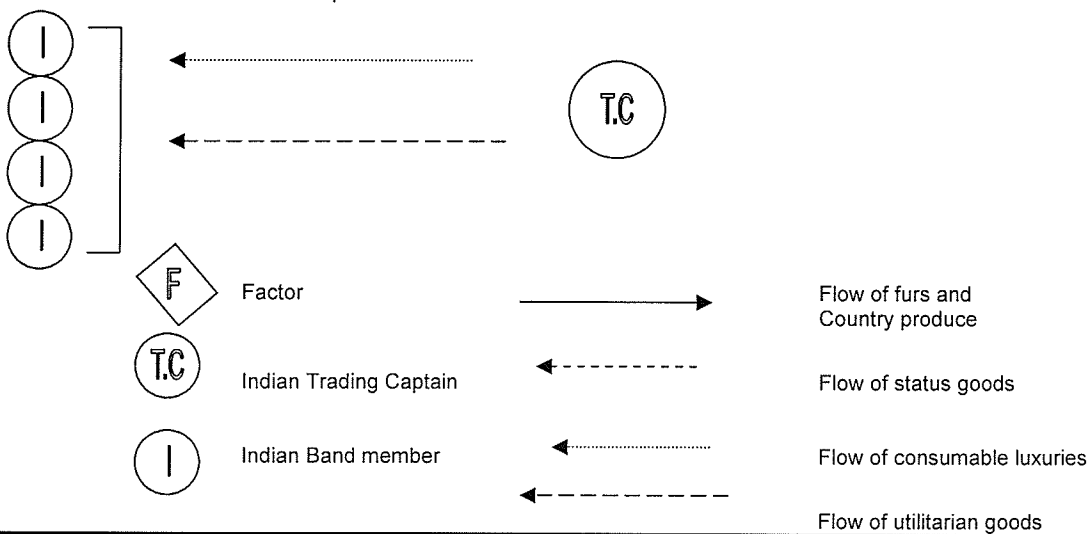 I
I
I
I
T.C
F
Factor
Flow of furs and
Country produce
T.C
Indian Trading Captain
Flow of status goods
I
Indian Band member
Flow of consumable luxuries
Flow of utilitarian goods